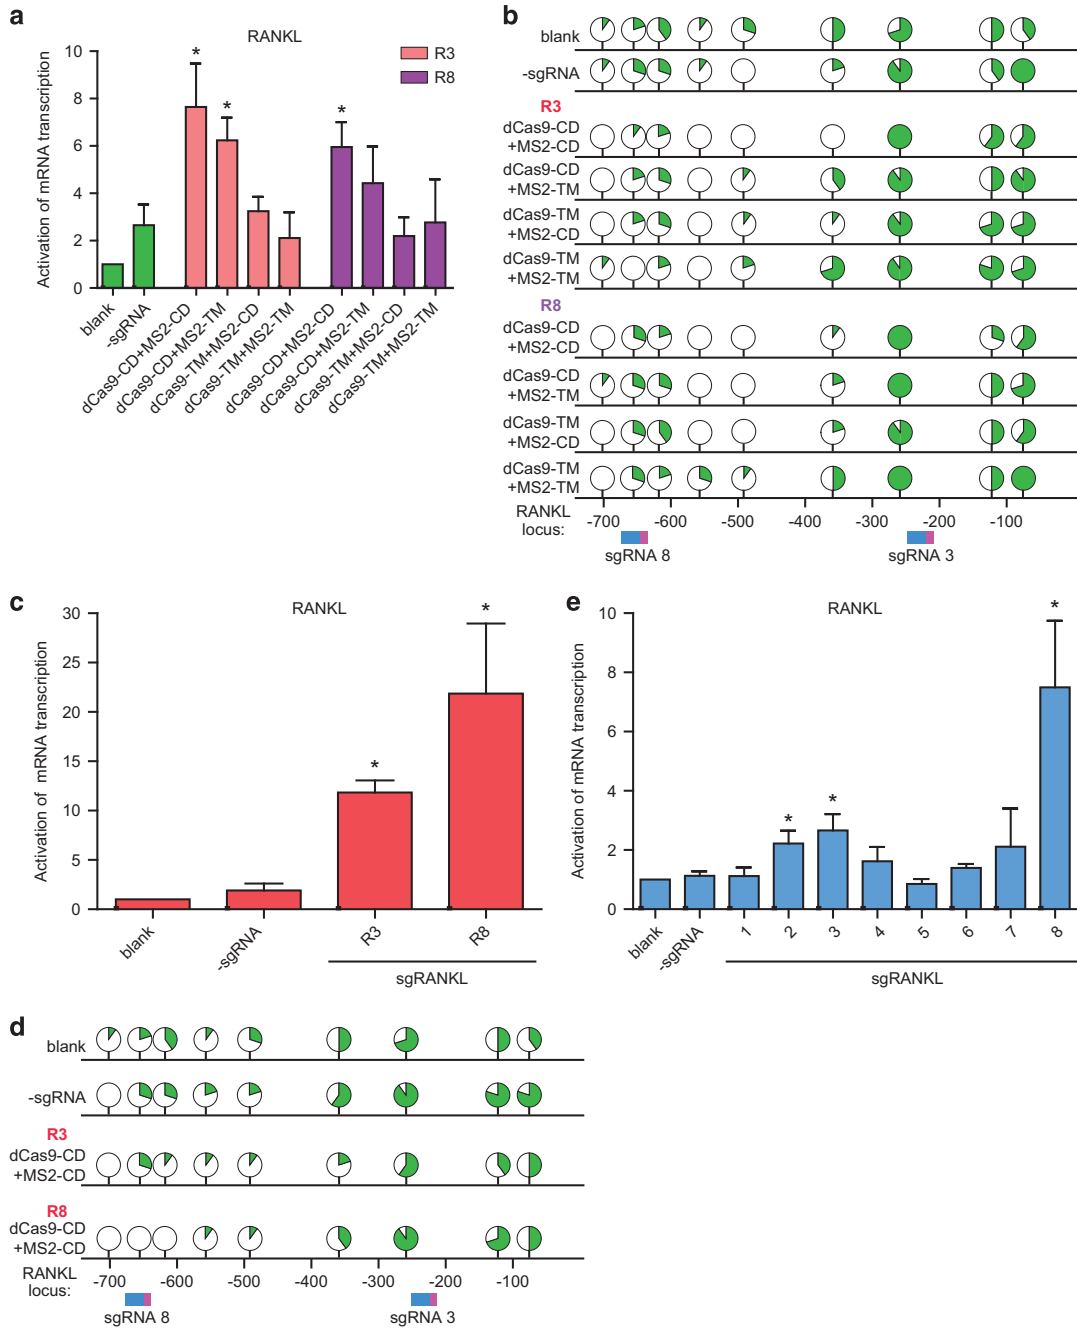 a
RANKL
Activation of mRNA transcription
10
8
6
4
2
0
*
*
*
R3
R8
blank
-sgRNA
dCas9-CD+MS2-CD
dCas9-CD+MS2-TM
dCas9-TM+MS2-CD
dCas9-TM+MS2-TM
dCas9-CD+MS2-CD
dCas9-CD+MS2-TM
dCas9-TM+MS2-CD
dCas9-TM+MS2-TM
b
blank
-sgRNA
R3
dCas9-CD
+MS2-CD
dCas9-CD
+MS2-TM
dCas9-TM
+MS2-CD
dCas9-TM
+MS2-TM
R8
dCas9-CD
+MS2-CD
dCas9-CD
+MS2-TM
dCas9-TM
+MS2-CD
dCas9-TM
+MS2-TM
RANKL
locus:
-700 -600 -500 -400 -300 -200 -100
sgRNA 8 sgRNA 3
c
RANKL
Activation of mRNA transcription
30
25
20
15
10
5
0
*
*
blank
-sgRNA
R3
R8
sgRANKL
e
RANKL
Activation of mRNA transcription
10
8
6
4
2
0
*
*
*
blank
-sgRNA
1 2 3 4 5 6 7 8
sgRANKL
d
blank
-sgRNA
R3
dCas9-CD
+MS2-CD
R8
dCas9-CD
+MS2-CD
RANKL
locus:
-700 -600 -500 -400 -300 -200 -100
sgRNA 8 sgRNA 3